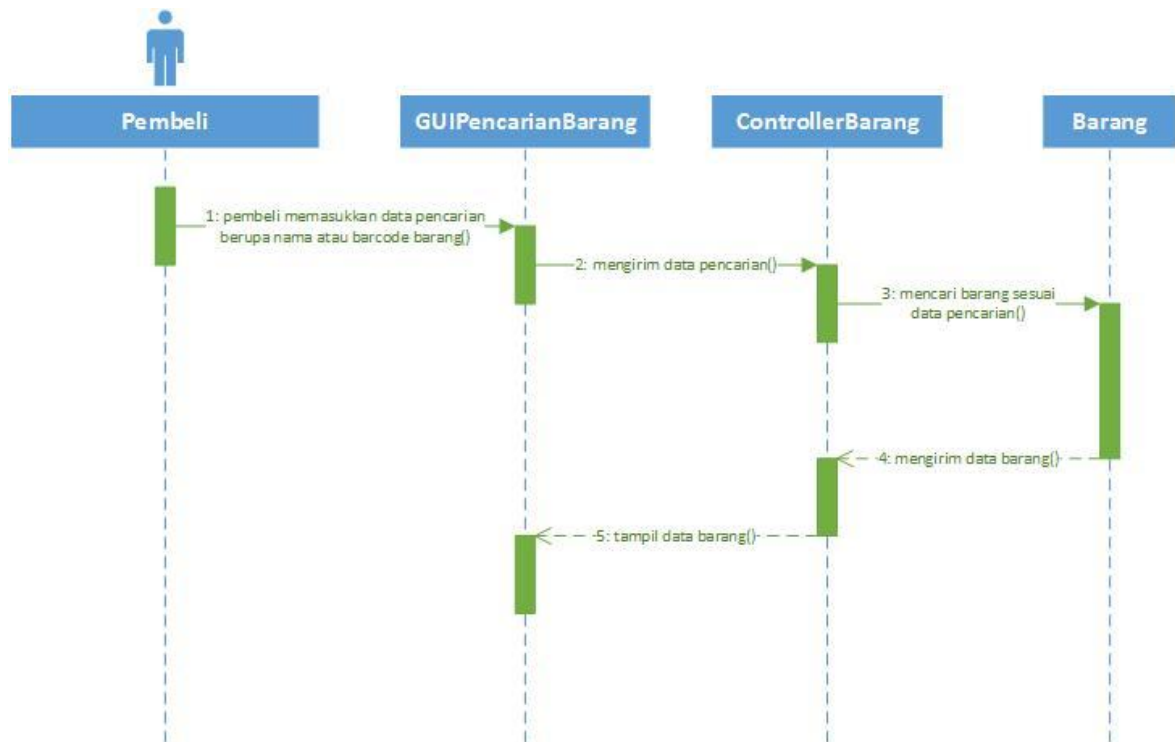 Pembeli
GUIPencarianBarang
ControllerBarang
Barang
1: pembeli memasukkan data pencarian
berupa nama atau barcode barang()
2: mengirim data pencarian()
3: mencari barang sesuai
data pencarian()
4: mengirim data barang()
5: tampil data barang()